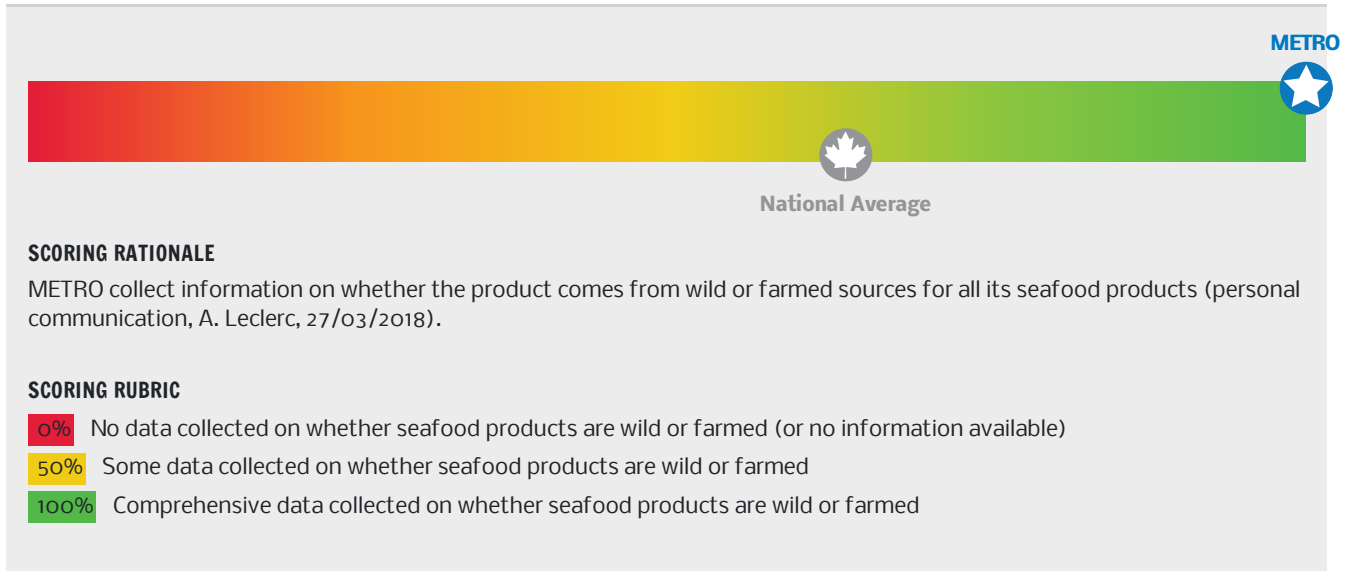 METRO
National Average
SCORING RATIONALE
METRO collect information on whether the product comes from wild or farmed sources for all its seafood products (personal
communication, A. Leclerc, 27/03/2018).
SCORING RUBRIC
0% No data collected on whether seafood products are wild or farmed (or no information available)
50% Some data collected on whether seafood products are wild or farmed
100% Comprehensive data collected on whether seafood products are wild or farmed